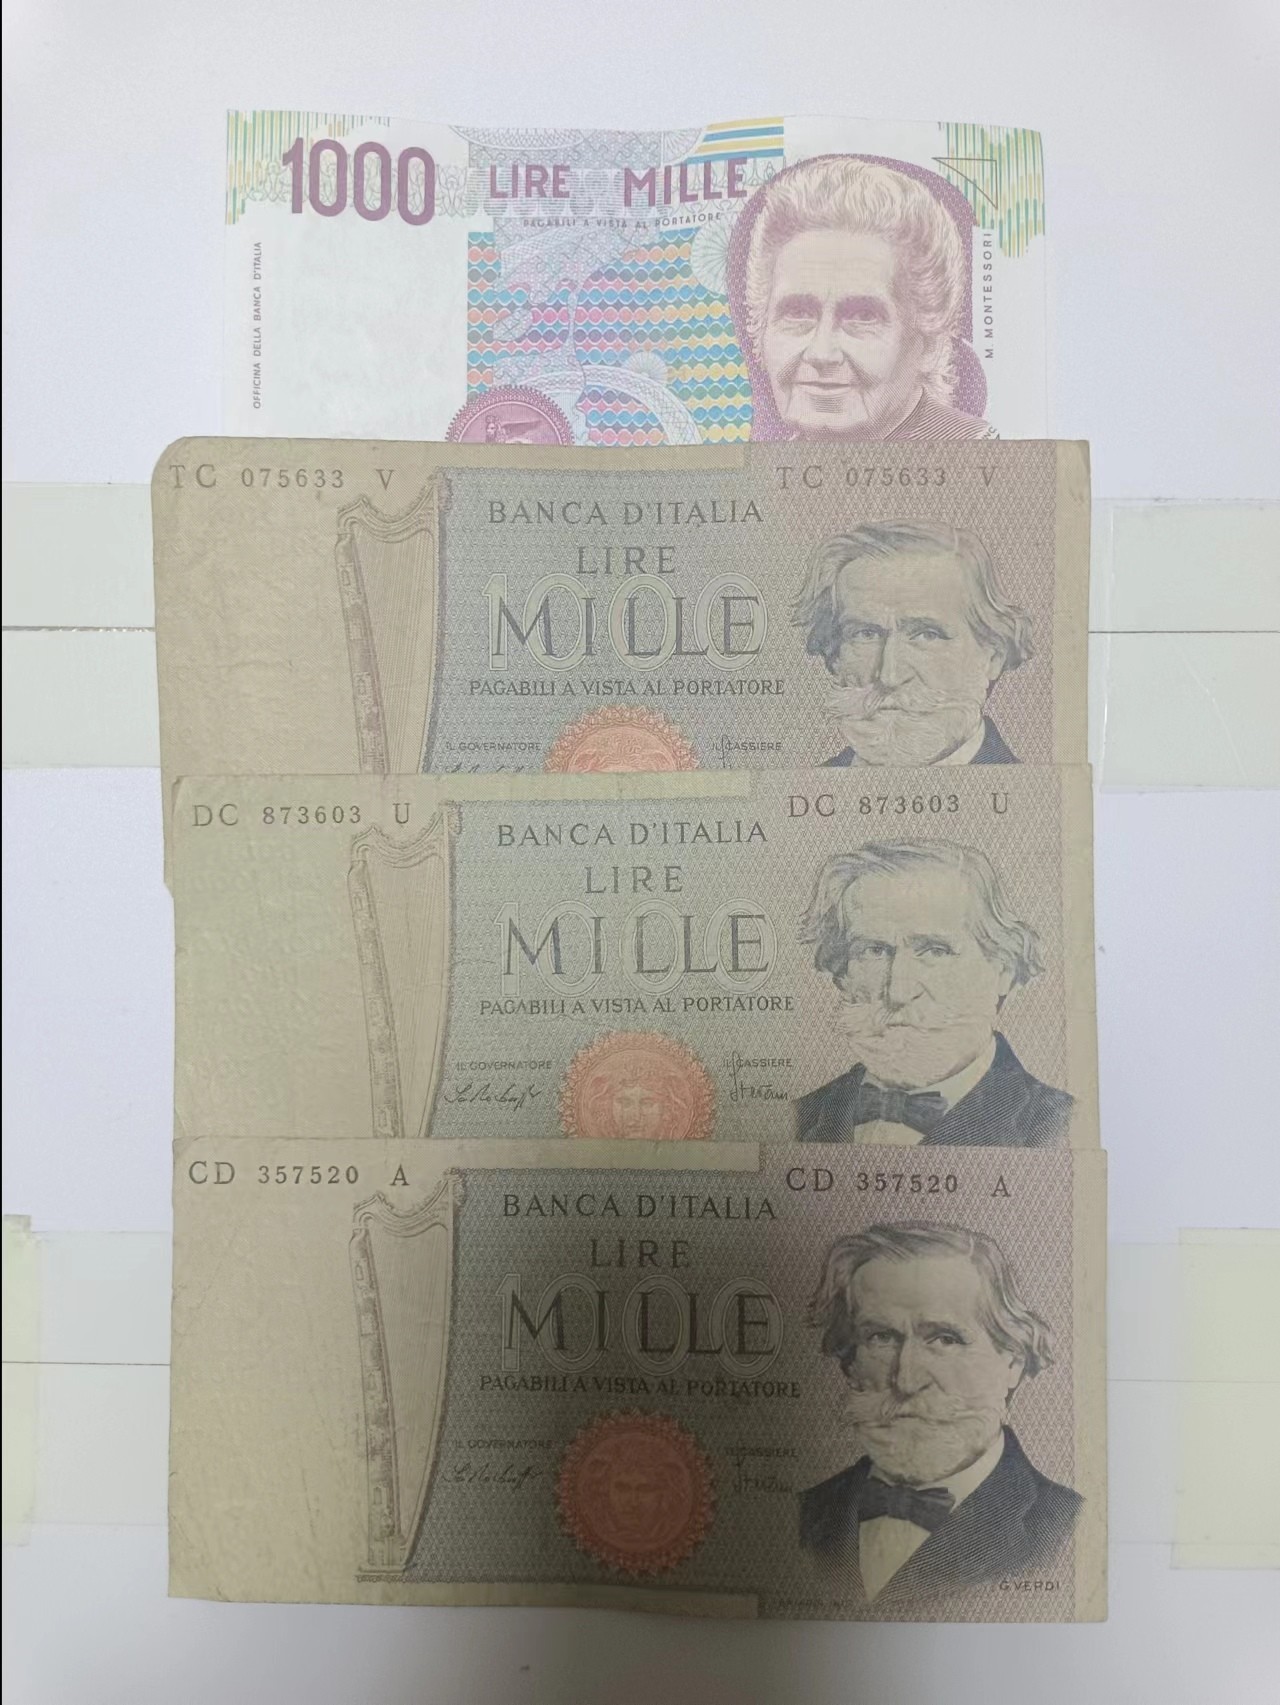 1000 LIRE MILLE
PAGABILI A VISTA AL PORTATORE
OFFICINA DELLA BANCA D'ITALIA
M. MONTESSORI
TC 075633 V TC 075633 V
BANCA D'ITALIA
LIRE
1000
MILLE
PAGABILI A VISTA AL PORTATORE
IL GOVERNATORE IL CASSIERE
DC 873603 U DC 873603 U
BANCA D'ITALIA
LIRE
1000
MILLE
PAGABILI A VISTA AL PORTATORE
IL GOVERNATORE IL CASSIERE
CD 357520 A CD 357520 A
BANCA D'ITALIA
LIRE
1000
MILLE
PAGABILI A VISTA AL PORTATORE
IL GOVERNATORE IL CASSIERE
G. VERDI